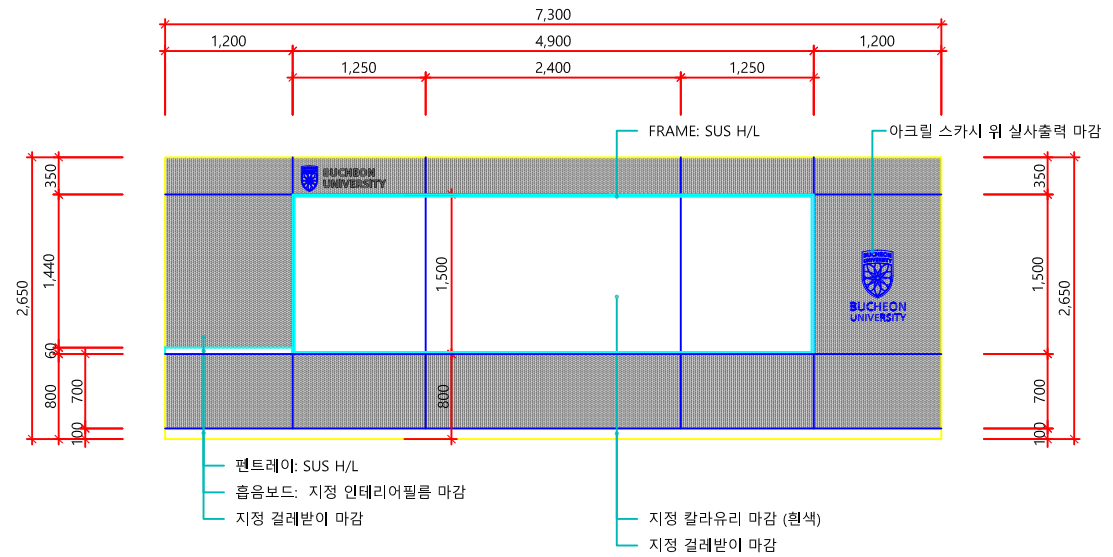 7,300
1,200
4,900
1,200
1,250
2,400
1,250
FRAME: SUS H/L
아크릴 스카시 위 실사출력 마감
BUCHEON
UNIVERSITY
350
1,440
2,650
60
800
700
100
1,500
800
BUCHEON
UNIVERSITY
BUCHEON
UNIVERSITY
350
1,500
2,650
700
100
펜트레이: SUS H/L
흡음보드: 지정 인테리어필름 마감
지정 걸레받이 마감
지정 칼라유리 마감 (흰색)
지정 걸레받이 마감